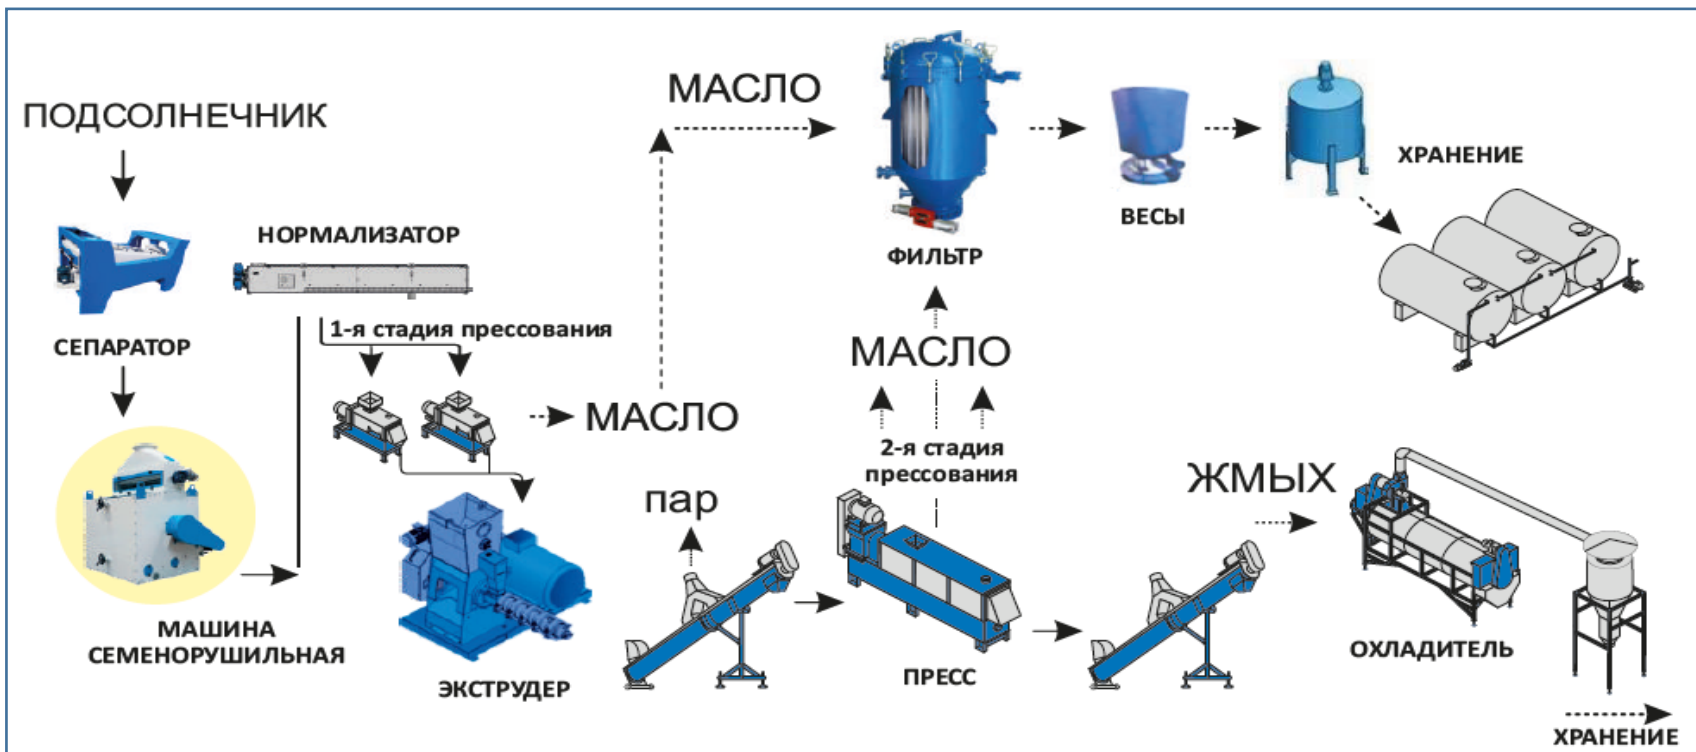 ПОДСОЛНЕЧНИК
СЕПАРАТОР
МАШИНА
СЕМЕНОРУШИЛЬНАЯ
НОРМАЛИЗАТОР
1-я стадия прессования
МАСЛО
ЭКСТРУДЕР
МАСЛО
ФИЛЬТР
ВЕСЫ
ХРАНЕНИЕ
МАСЛО
2-я стадия
прессования
пар
ПРЕСС
ЖМЫХ
ОХЛАДИТЕЛЬ
ХРАНЕНИЕ